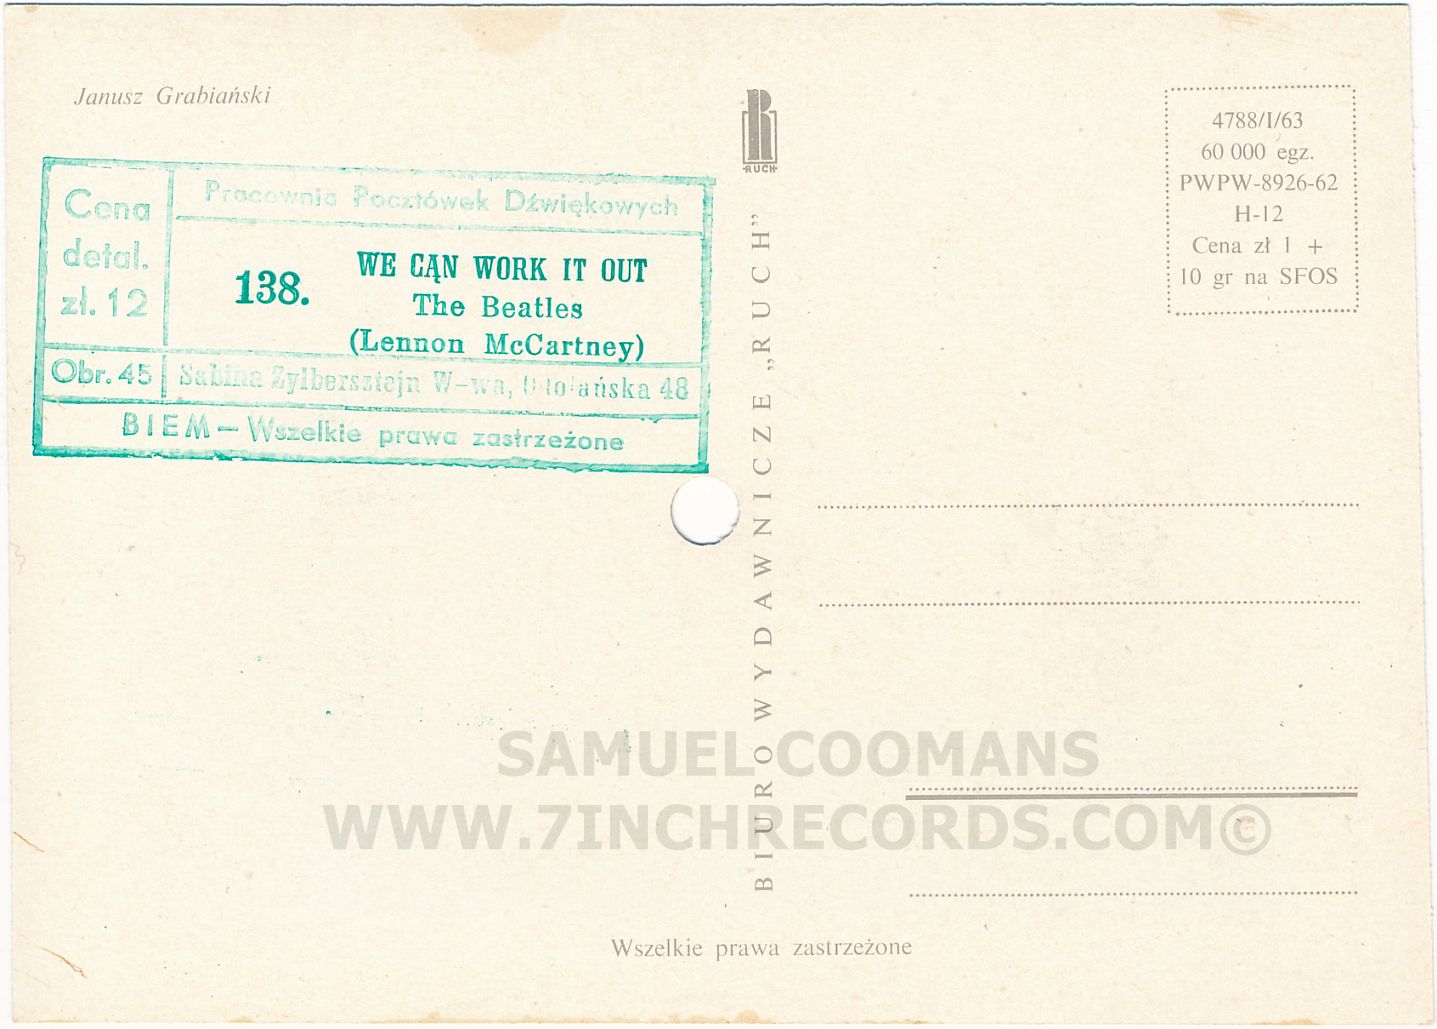 Janusz Grabiański
RUCH
4788/I/63
60 000 egz.
PWPW-8926-62
H-12
Cena zł 1 +
10 gr na SFOS
Cena
detal.
zł. 12
Pracownia Pocztówek Dźwiękowych
138.
WE CĄN WORK IT OUT
The Beatles
(Lennon McCartney)
Obr. 45
Sabina Zylbersztejn W-wa, 48
BIEM – Wszelkie prawa zastrzeżone
BIURO WYDAWNICZE „RUCH”
SAMUEL COOMANS
WWW.7INCHRECORDS.COM©
Wszelkie prawa zastrzeżone